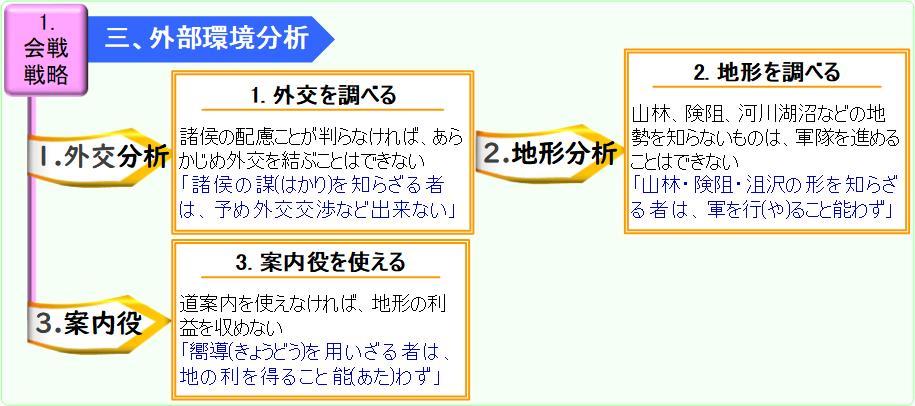 1.
会戦
戦略
三、外部環境分析
1.外交分析
1. 外交を調べる
諸侯の配慮ことが判らなければ、あら
かじめ外交を結ぶことはできない
「諸侯の謀(はかり)を知らざる者
は、予め外交交渉など出来ない」
2.地形分析
2. 地形を調べる
山林、険阻、河川湖沼などの地
勢を知らないものは、軍隊を進める
ことはできない
「山林・険阻・沮沢の形を知らざ
る者は、軍を行(や)ること能わず」
3.案内役
3. 案内役を使える
道案内を使えなければ、地形の利
益を収めない
「嚮導(きょうどう)を用いざる者は、
地の利を得ること能(あた)わず」